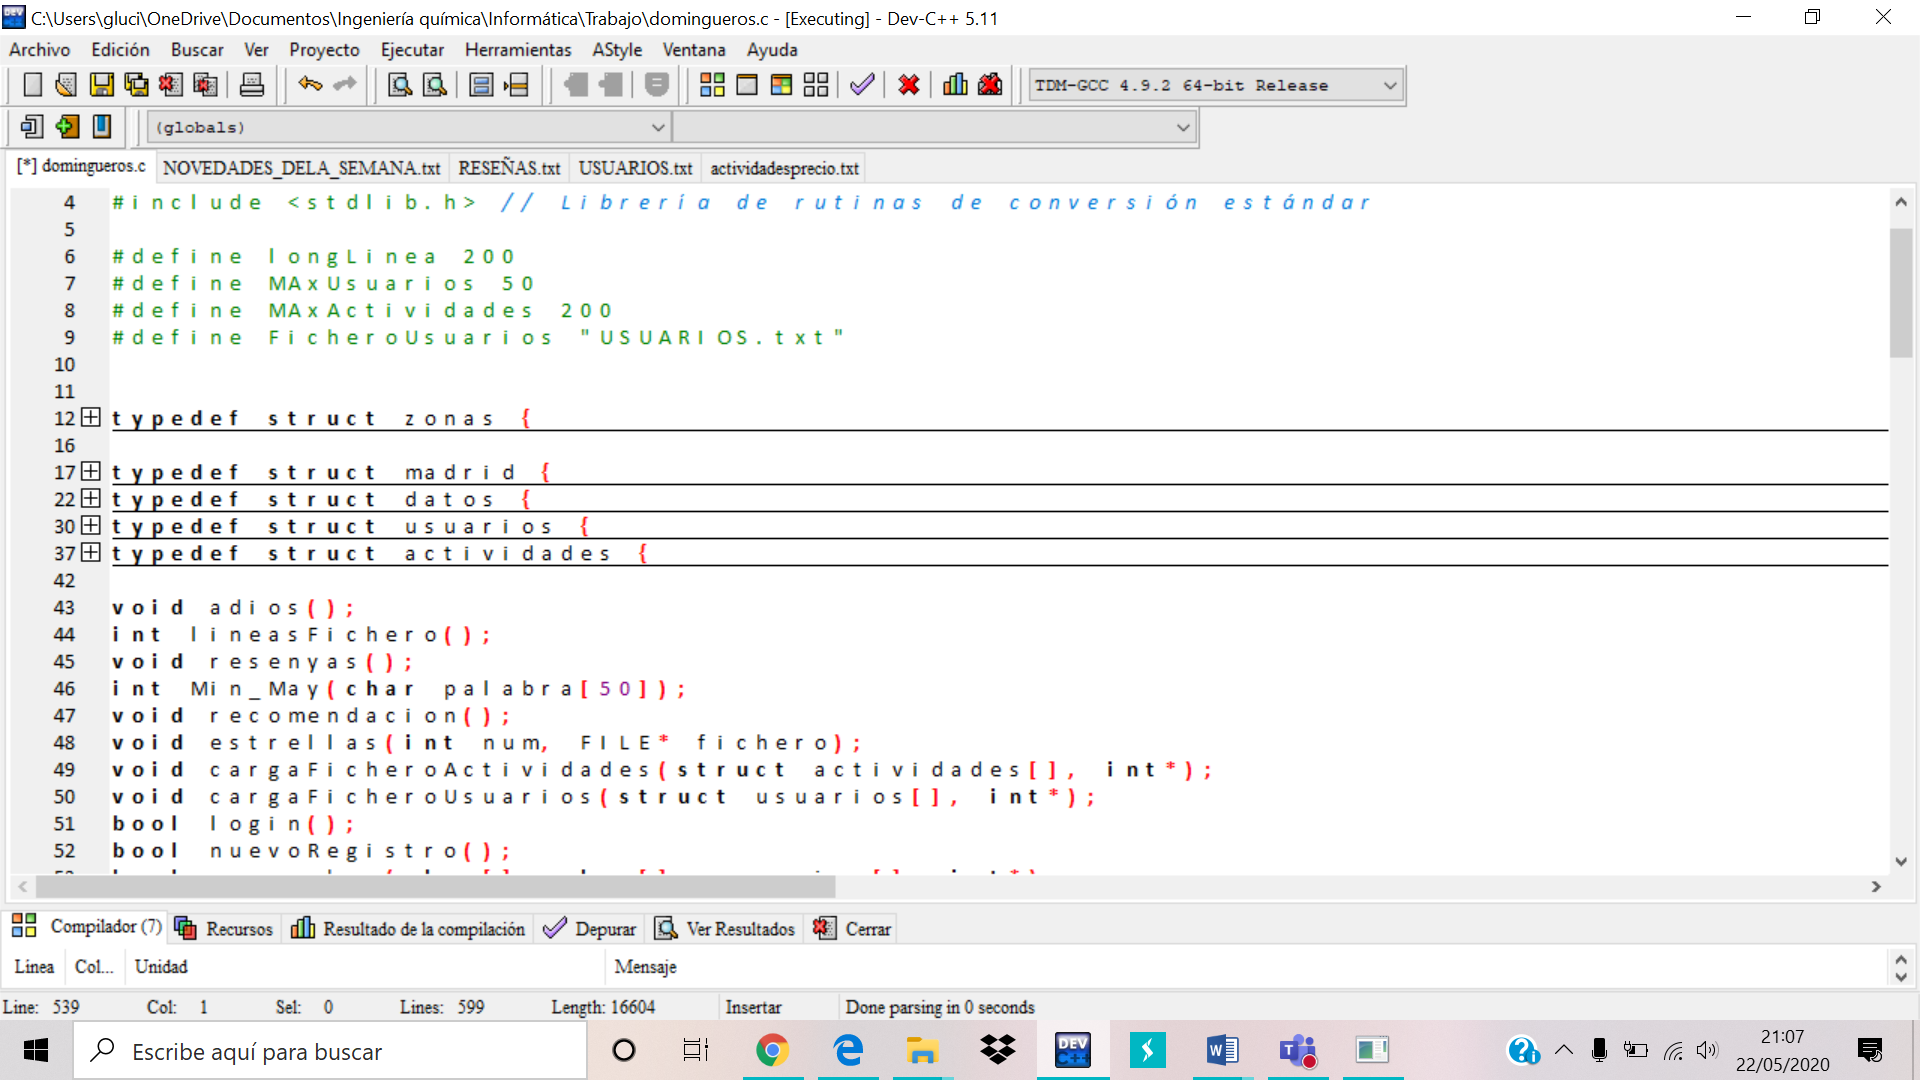 C:\Users\gluci\OneDrive\Documentos\Ingeniería química\Informática\Trabajo\domingueros.c - [Executing] - Dev-C++ 5.11
Archivo Edición Buscar Ver Proyecto Ejecutar Herramientas AStyle Ventana Ayuda
TDM-GCC 4.9.2 64-bit Release
(globals)
[*] domingueros.c NOVEDADES_DELA_SEMANA.txt RESEÑAS.txt USUARIOS.txt actividadesprecio.txt
4 #include <stdlib.h> // Librería de rutinas de conversión estándar
5
6 #define longLinea 200
7 #define MAxUsuarios 50
8 #define MAxActividades 200
9 #define FicheroUsuarios "USUARIOS.txt"
10
11
12 typedef struct zonas {
16
17 typedef struct madrid {
22 typedef struct datos {
30 typedef struct usuarios {
37 typedef struct actividades {
42
43 void adios();
44 int lineasFichero();
45 void resenyas();
46 int Min_May(char palabra[50]);
47 void recomendacion();
48 void estrellas(int num, FILE* fichero);
49 void cargaFicheroActividades(struct actividades[], int*);
50 void cargaFicheroUsuarios(struct usuarios[], int*);
51 bool login();
52 bool nuevoRegistro();
Compilador (7) Recursos Resultado de la compilación Depurar Ver Resultados Cerrar
Línea Col... Unidad Mensaje
Line: 539 Col: 1 Sel: 0 Lines: 599 Length: 16604 Insertar Done parsing in 0 seconds
Escribe aquí para buscar
21:07
22/05/2020